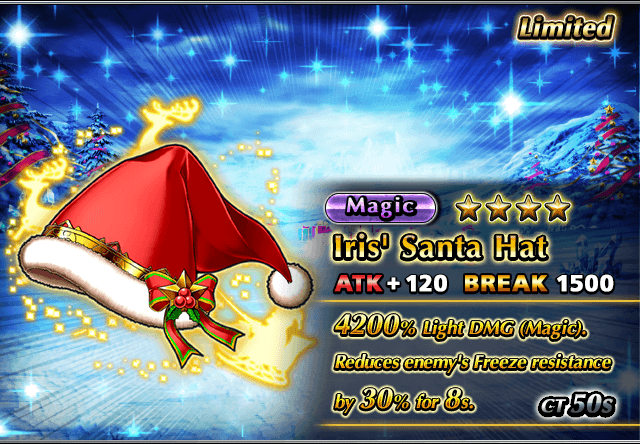 Limited
Magic
Iris' Santa Hat
ATK + 120 BREAK 1500
4200% Light DMG (Magic).
Reduces enemy's Freeze resistance
by 30% for 8s. CT 50s